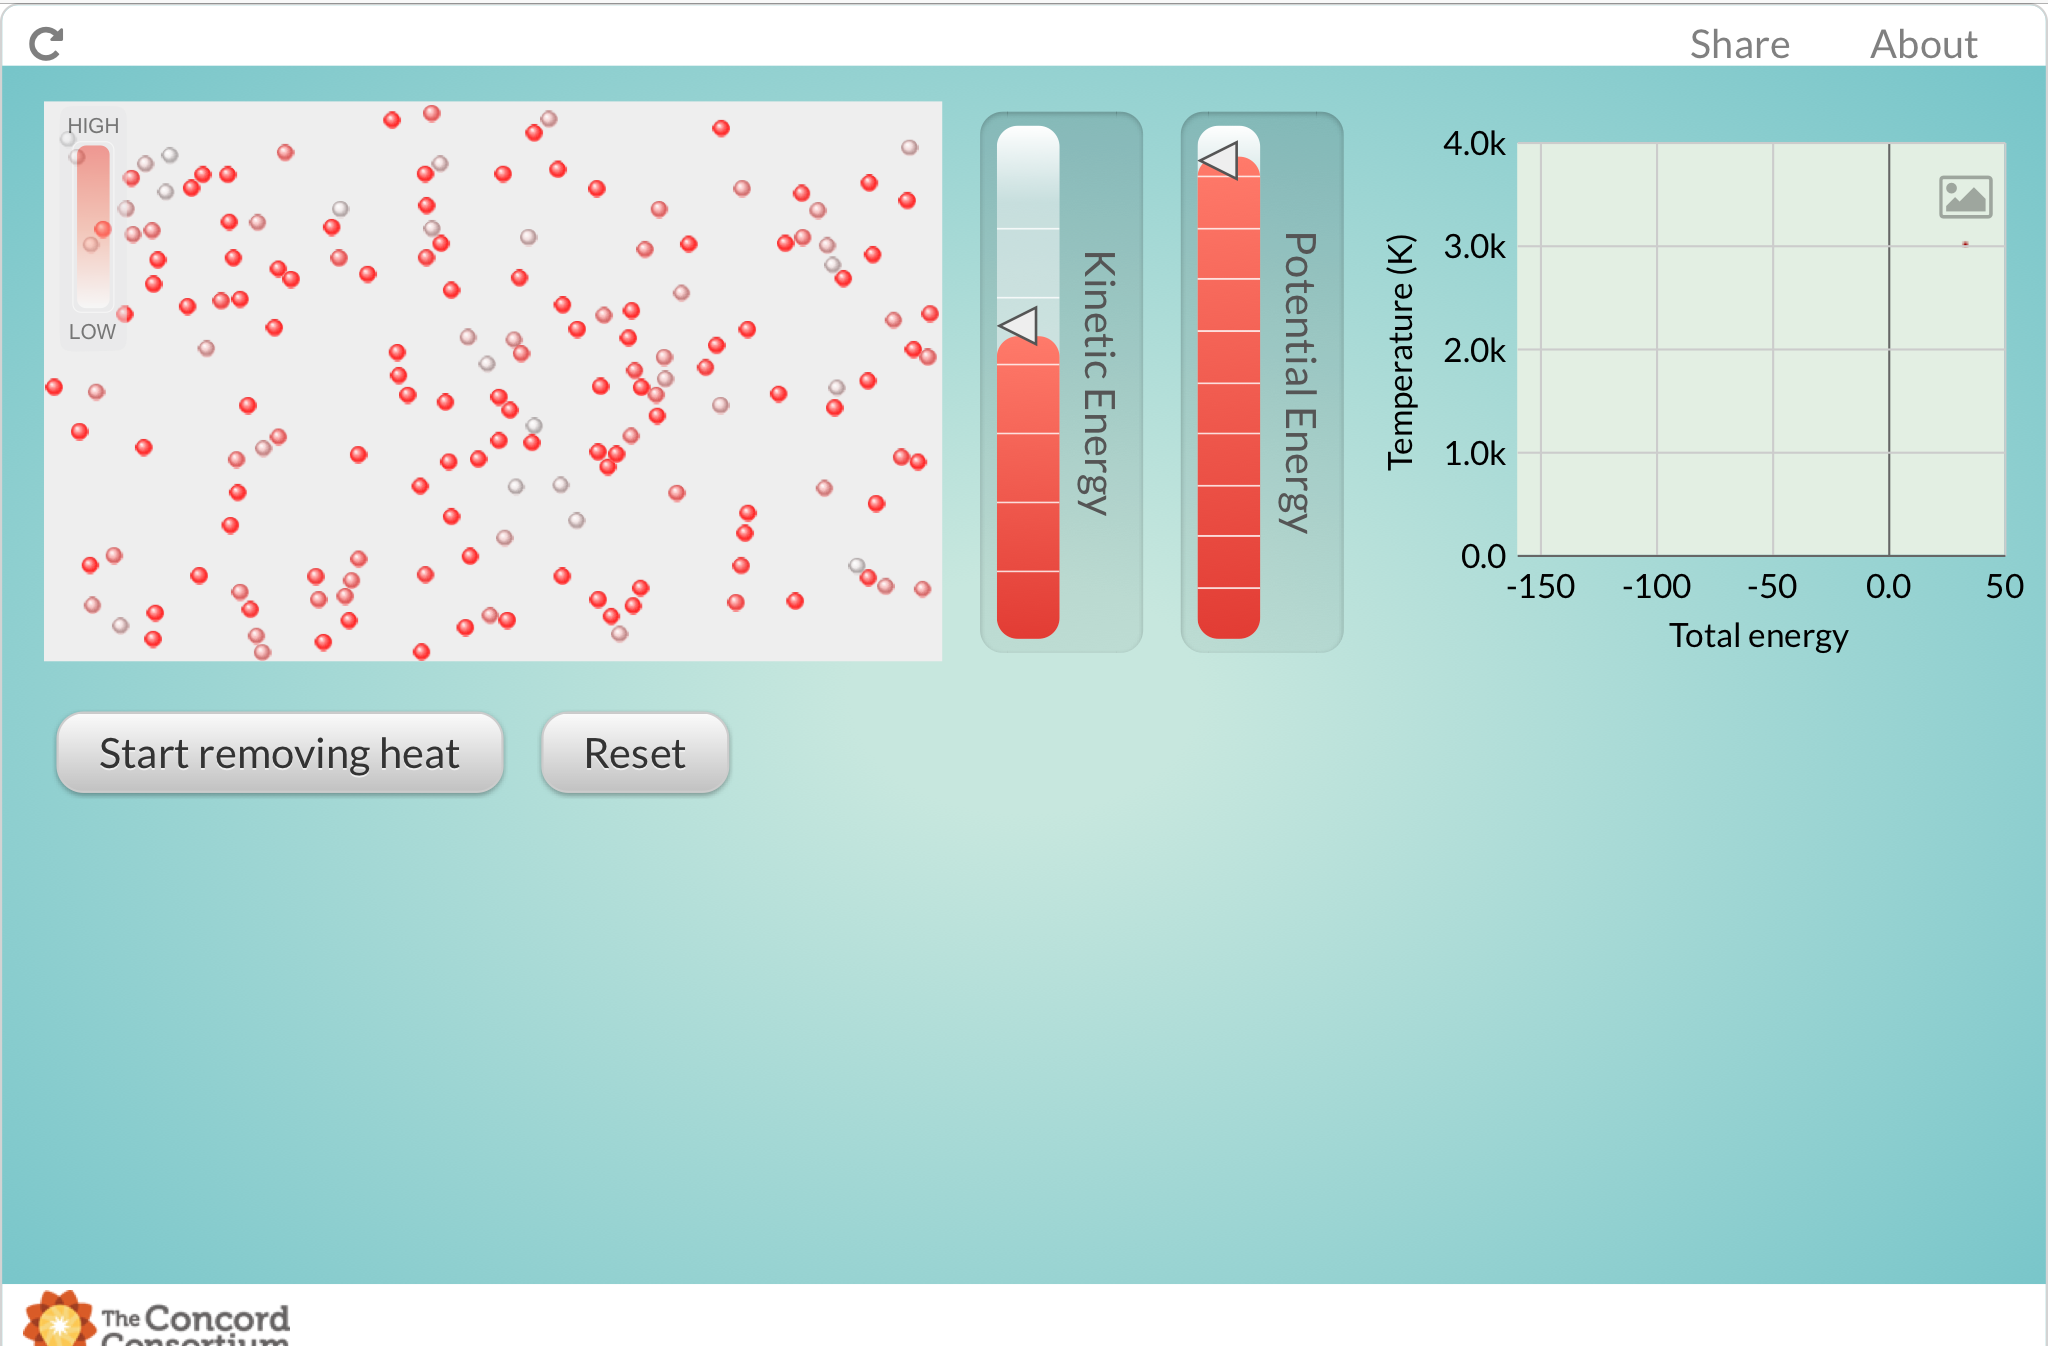 Share About
HIGH
LOW
Kinetic Energy
Potential Energy
Temperature (K)
4.0k
3.0k
2.0k
1.0k
0.0
-150 -100 -50 0.0 50
Total energy
Start removing heat Reset
The Concord
Consortium